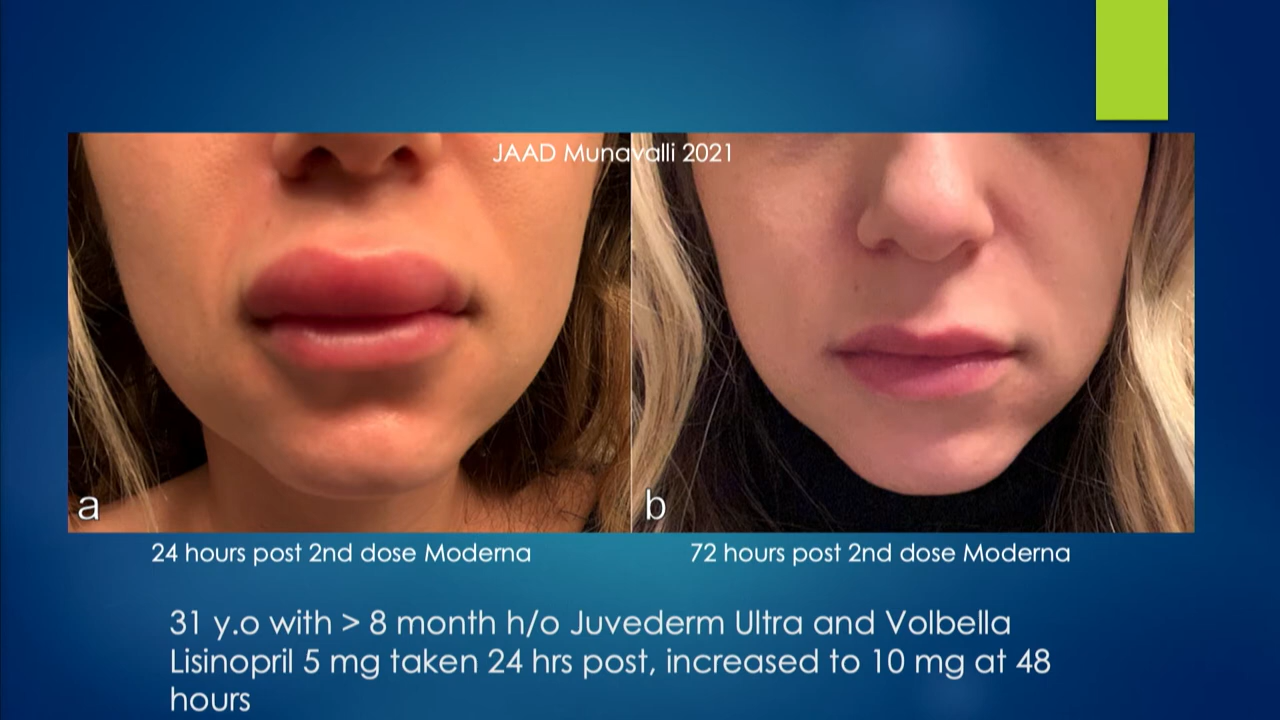 JAAD Munavalli 2021
a
b
24 hours post 2nd dose Moderna
72 hours post 2nd dose Moderna
31 y.o with > 8 month h/o Juvederm Ultra and Volbella
Lisinopril 5 mg taken 24 hrs post, increased to 10 mg at 48
hours